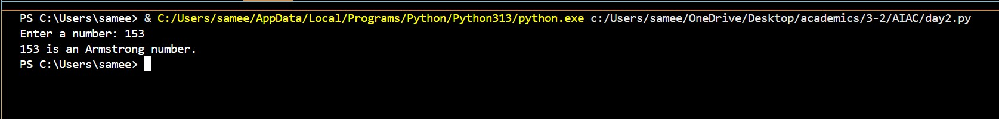 PS C:\Users\samee> & C:/Users/samee/AppData/Local/Programs/Python/Python313/python.exe c:/Users/samee/OneDrive/Desktop/academics/3-2/AIAC/day2.py
Enter a number: 153
153 is an Armstrong number.
PS C:\Users\samee>